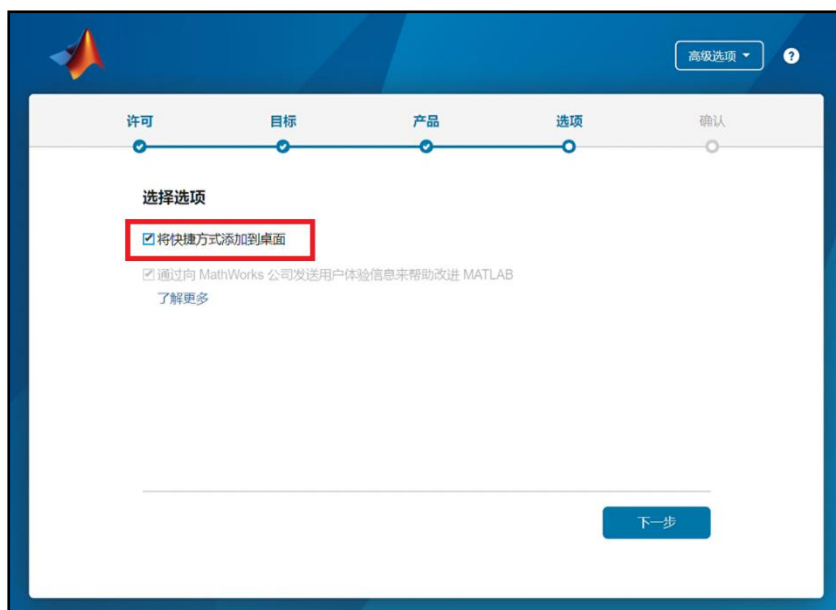 高级选项
?
许可 目标 产品 选项 确认
选择选项
将快捷方式添加到桌面
通过向 MathWorks 公司发送用户体验信息来帮助改进 MATLAB
了解更多
下一步